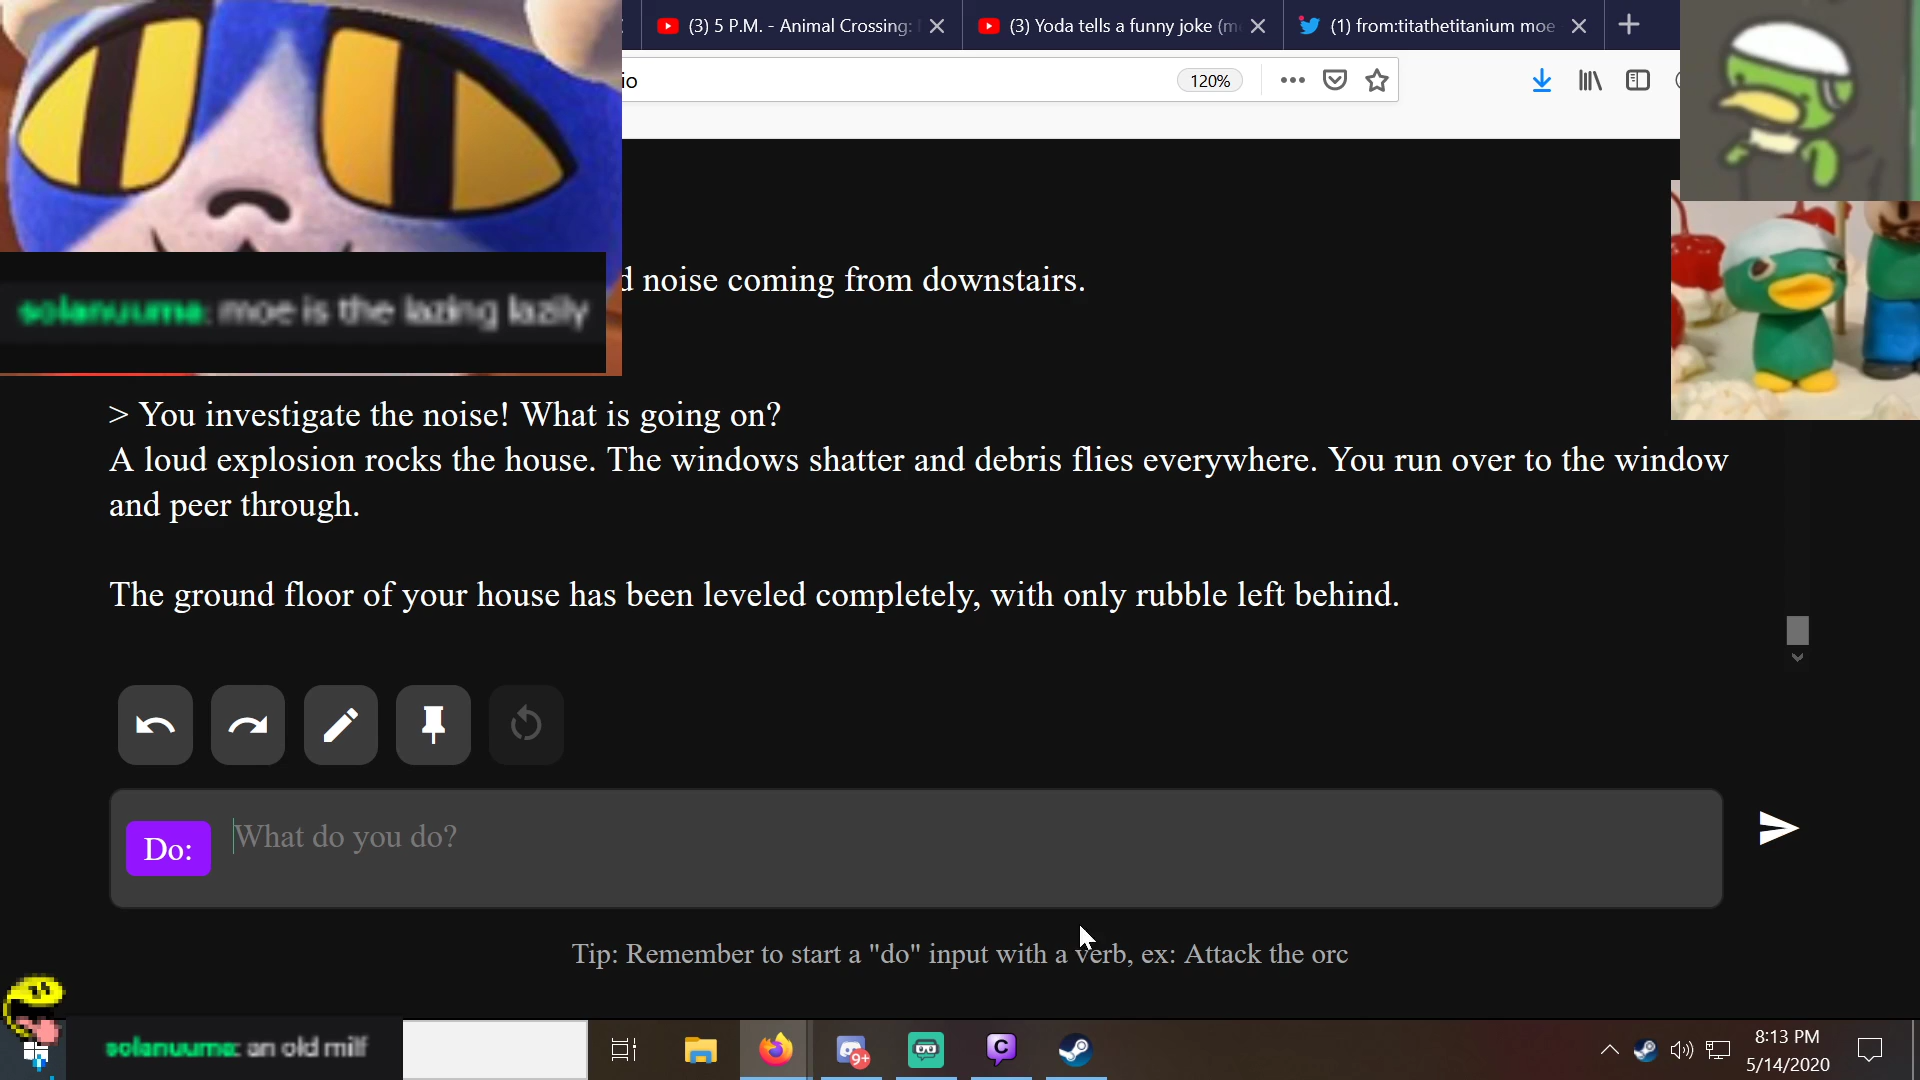 (3) 5 P.M. - Animal Crossing:
(3) Yoda tells a funny joke (m
(1) from:titathetitanium moe
io
120%
noise coming from downstairs.
solanuuma: moe is the lazing lazily
> You investigate the noise! What is going on?
A loud explosion rocks the house. The windows shatter and debris flies everywhere. You run over to the window
and peer through.
The ground floor of your house has been leveled completely, with only rubble left behind.
Do:
What do you do?
Tip: Remember to start a "do" input with a verb, ex: Attack the orc
solanuuma: an old milf
9+
C
8:13 PM
5/14/2020